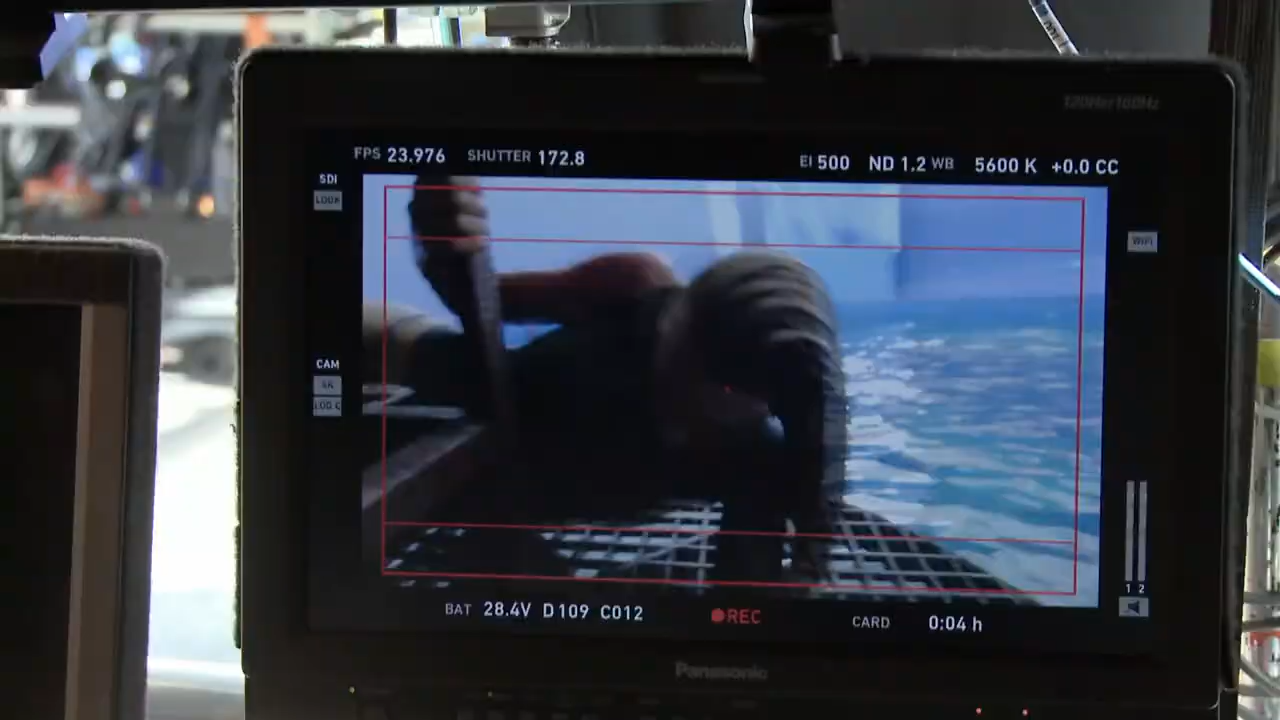 FPS 23.976 SHUTTER 172.8 EI 500 ND 1.2 WB 5600 K +0.0 CC
SDI
LOOK
WiFi
CAM
LOG C
1 2
BAT 28.4V D109 C012 REC CARD 0:04 h
Panasonic